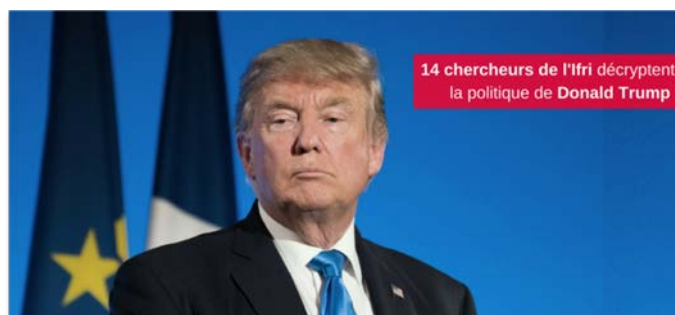 14 chercheurs de l'Ifri décryptent
la politique de Donald Trump